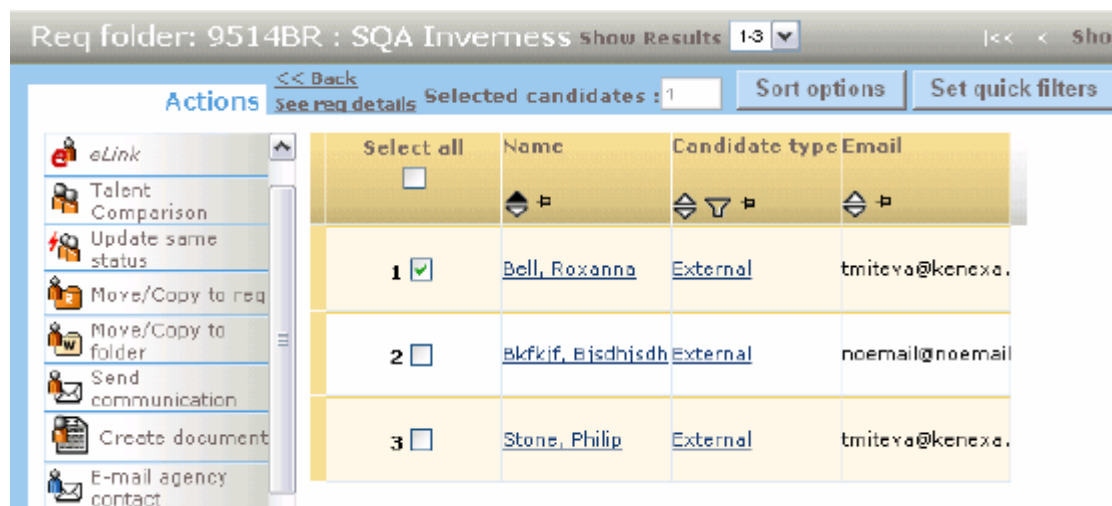 Req folder: 9514BR : SQA Inverness Show Results 1-3 |<< < Sho
<< Back
Actions See req details Selected candidates : 1 Sort options Set quick filters
eLink
Talent
Comparison
Update same
status
Move/Copy to req
Move/Copy to
folder
Send
communication
Create document
E-mail agency
contact
Select all Name Candidate type Email
1 Bell, Roxanna External tmiteva@kenexa.
2 Bkfkjf, Bjsdhjsdh External noemail@noemail
3 Stone, Philip External tmiteva@kenexa.